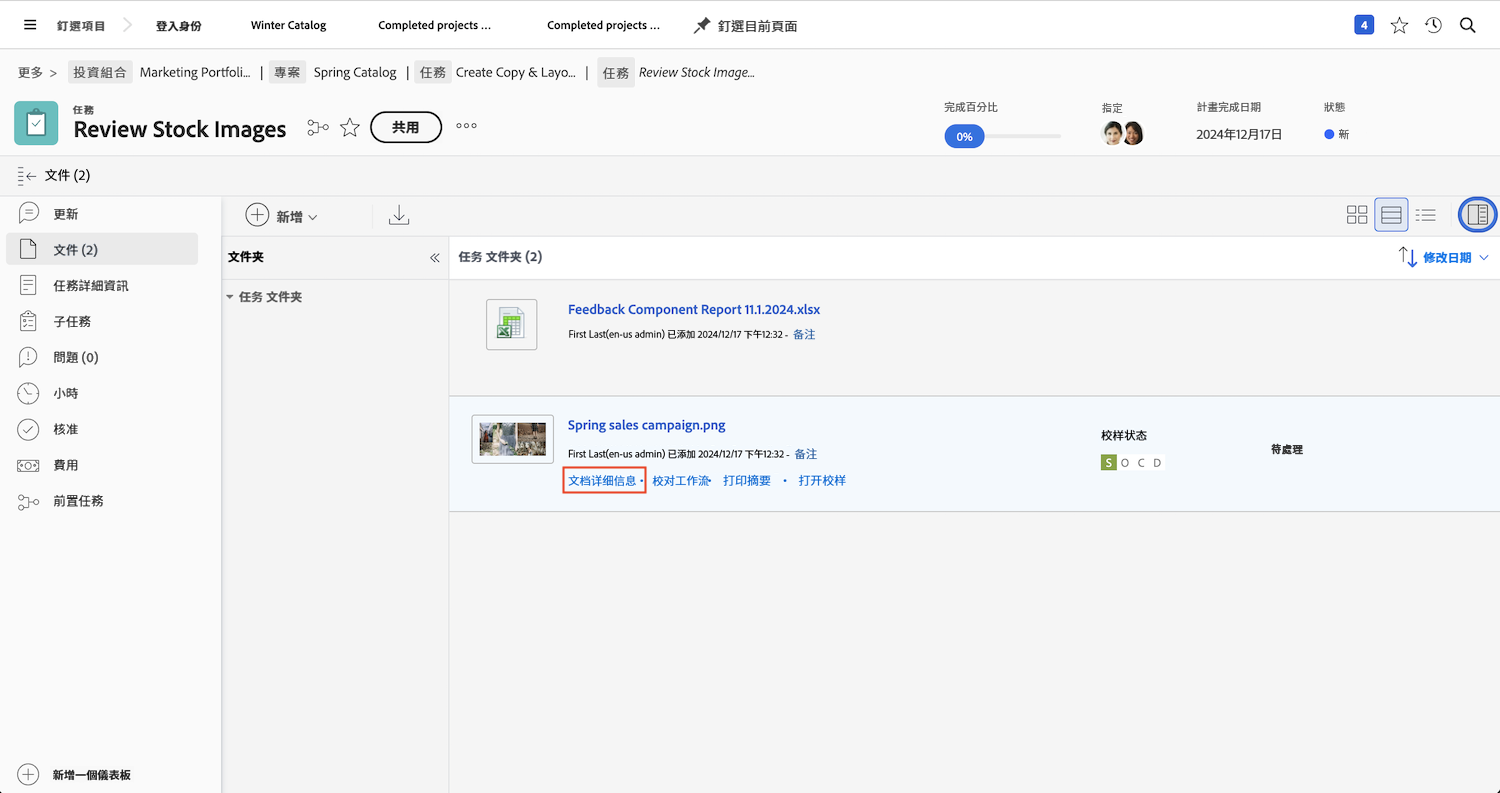 釘選項目 登入身份 Winter Catalog Completed projects ... Completed projects ... 釘選目前頁面 4
更多 > 投資組合 Marketing Portfoli... | 專案 Spring Catalog | 任務 Create Copy & Layo... | 任務 Review Stock Image...
任務
Review Stock Images 共用
完成百分比 指定 計畫完成日期 狀態
0% 2024年12月17日 新
文件 (2)
更新
文件 (2)
任務詳細資訊
子任務
問題 (0)
小時
核准
費用
前置任務
新增一個儀表板
新增
文件夹
任务 文件夹
任务 文件夹 (2) 修改日期
Feedback Component Report 11.1.2024.xlsx
First Last(en-us admin) 已添加 2024/12/17 下午12:32 - 备注
Spring sales campaign.png
First Last(en-us admin) 已添加 2024/12/17 下午12:32 - 备注
文档详细信息 • 校对工作流 • 打印摘要 • 打开校样
校样状态
S O C D
待處理